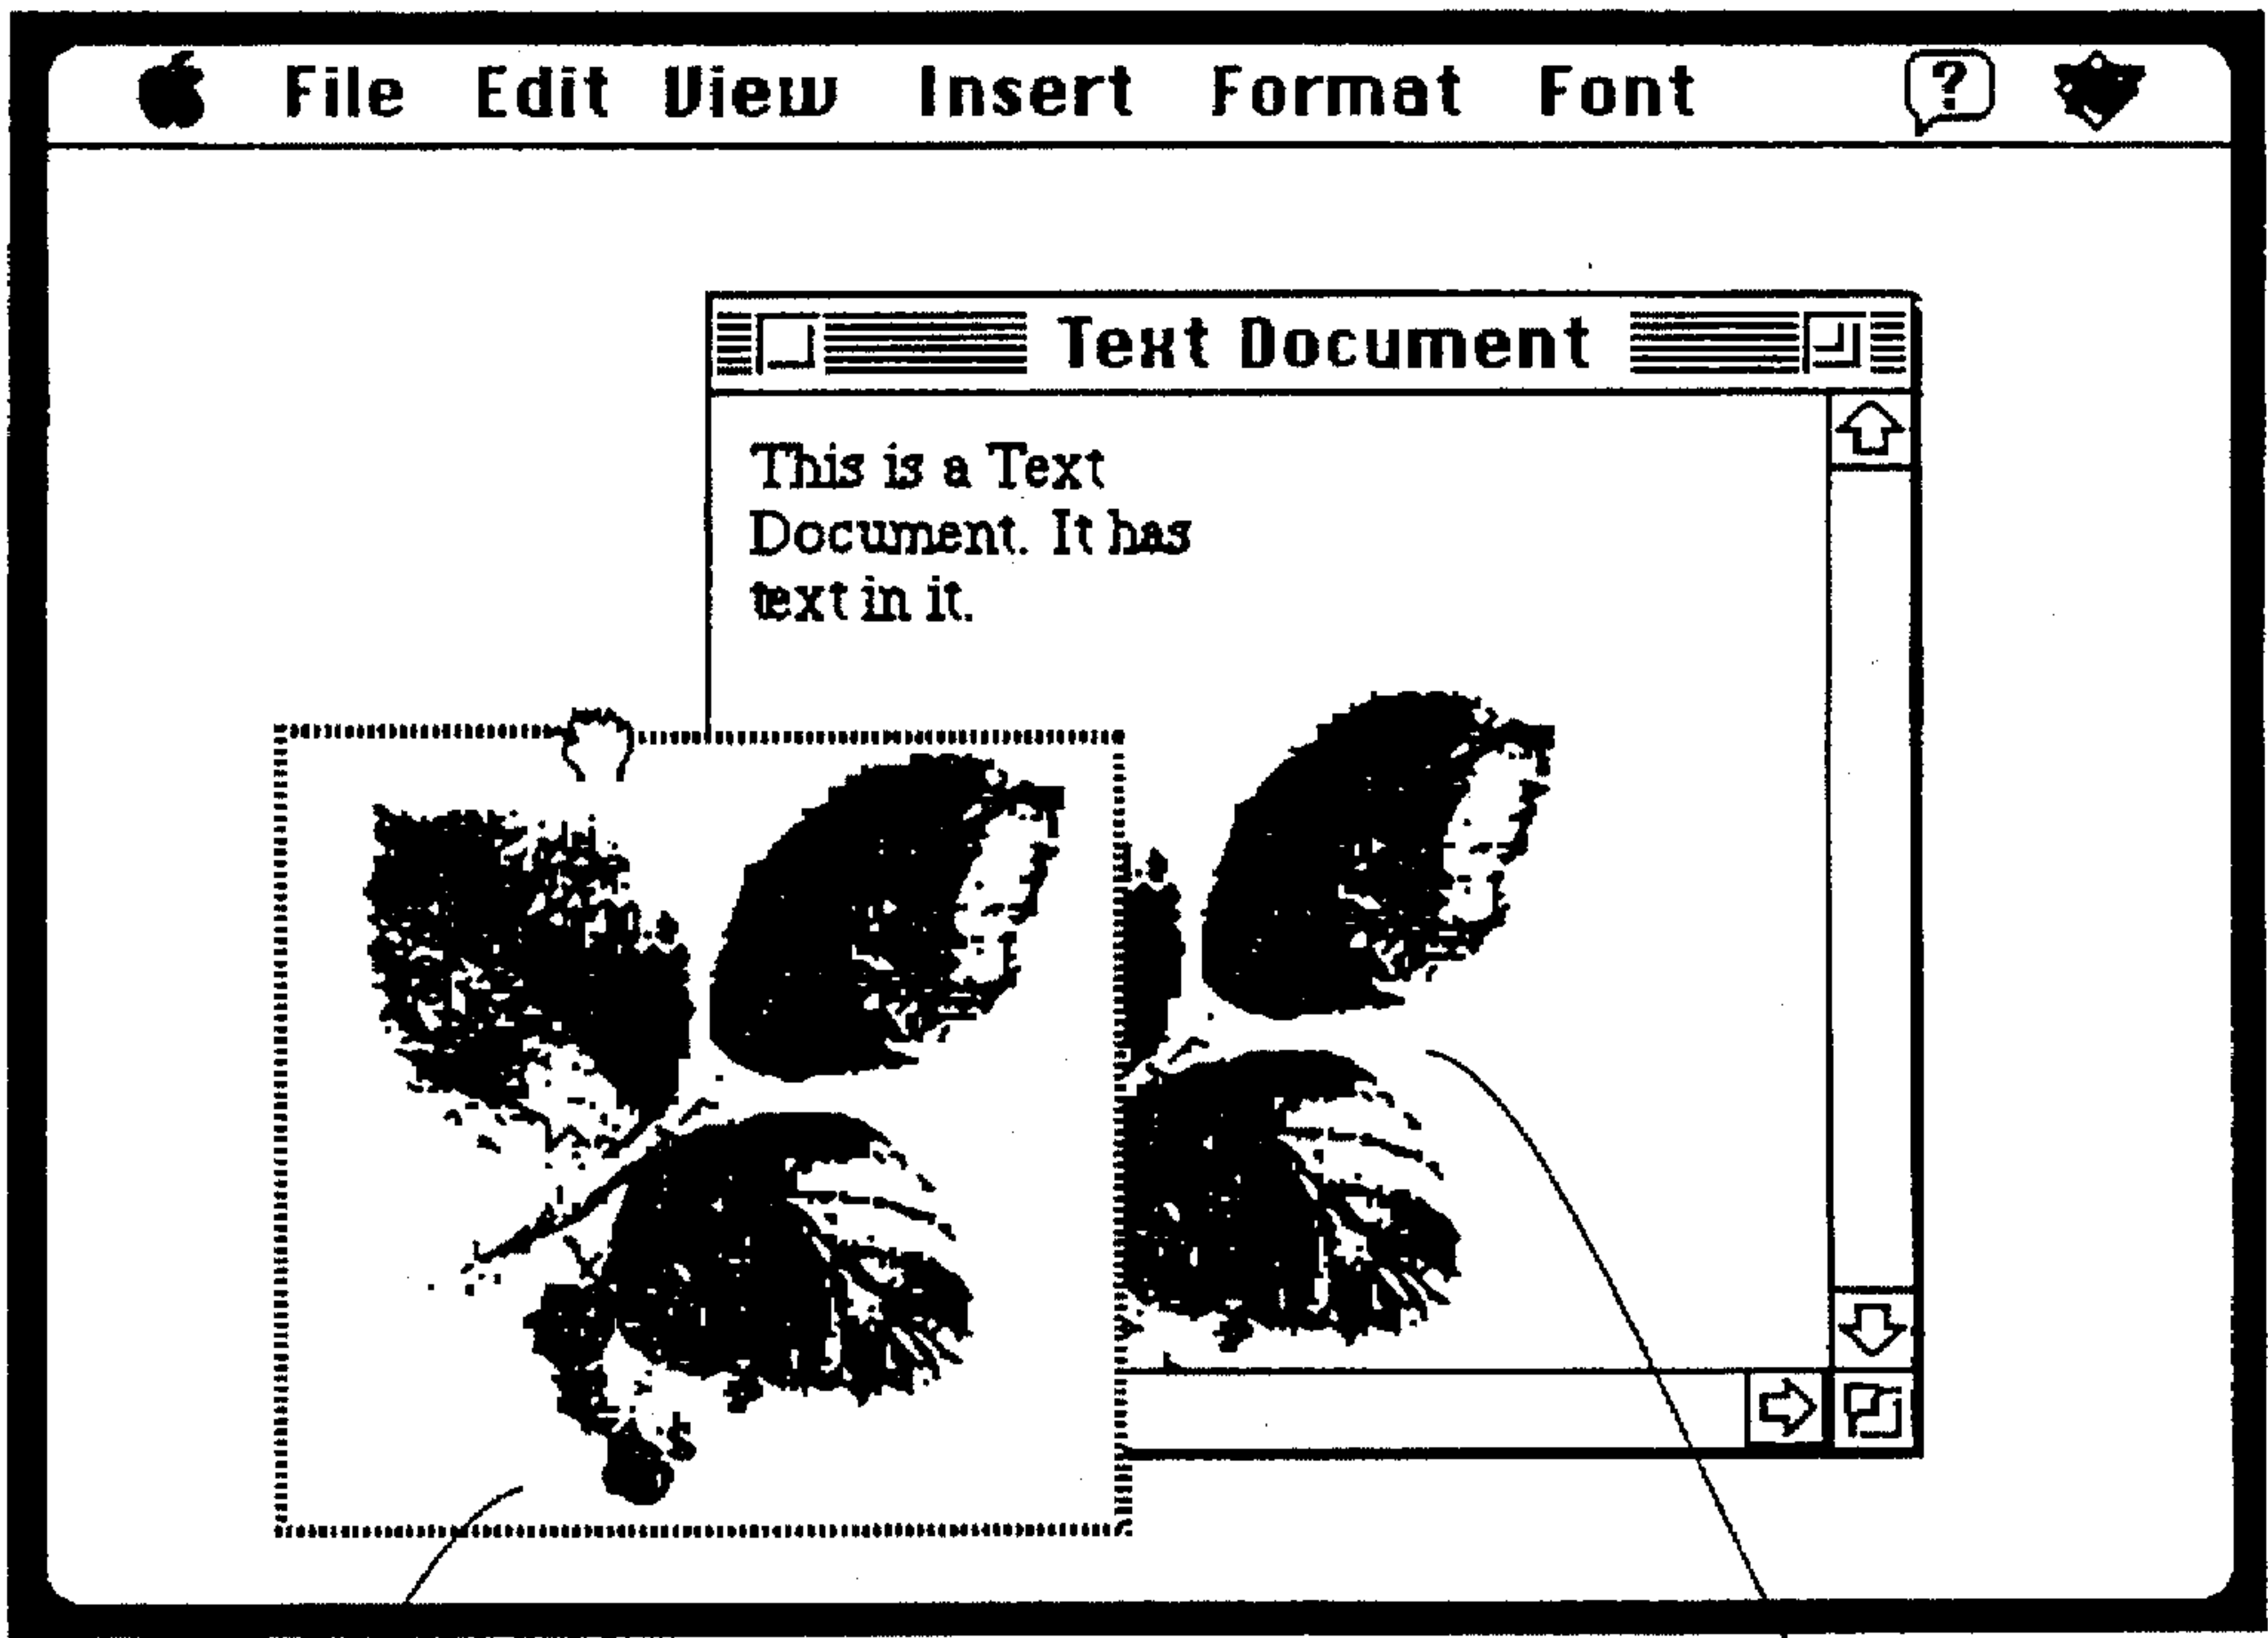 File Edit View Insert Format Font ?
Text Document
This is a Text
Document. It has
text in it.